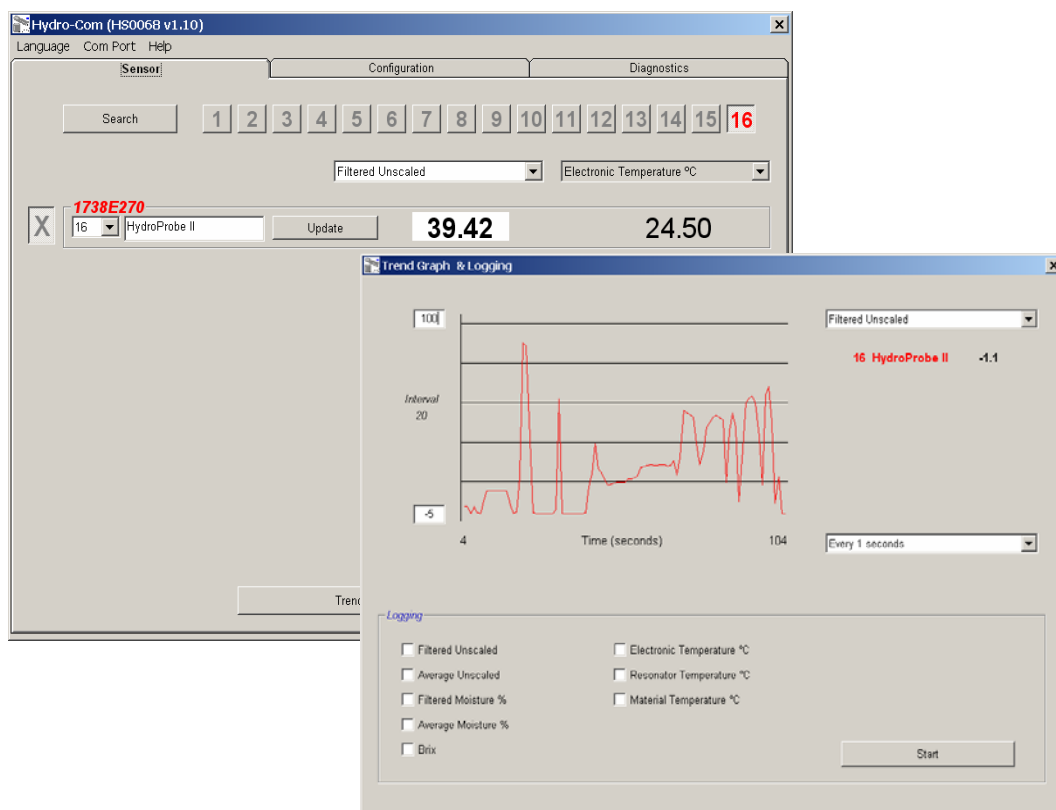 Hydro-Com (HS0068 v1.10)
Language Com Port Help
Sensor Configuration Diagnostics
Search 1 2 3 4 5 6 7 8 9 10 11 12 13 14 15 16
Filtered Unscaled Electronic Temperature ºC
1738E270
X 16 HydroProbe II Update 39.42 24.50
Trend Graph & Logging
100 Filtered Unscaled
16 HydroProbe II -1.1
Interval
20
-5
4 Time (seconds) 104 Every 1 seconds
Tren
Logging
Filtered Unscaled Electronic Temperature ºC
Average Unscaled Resonator Temperature ºC
Filtered Moisture % Material Temperature ºC
Average Moisture %
Brix
Start